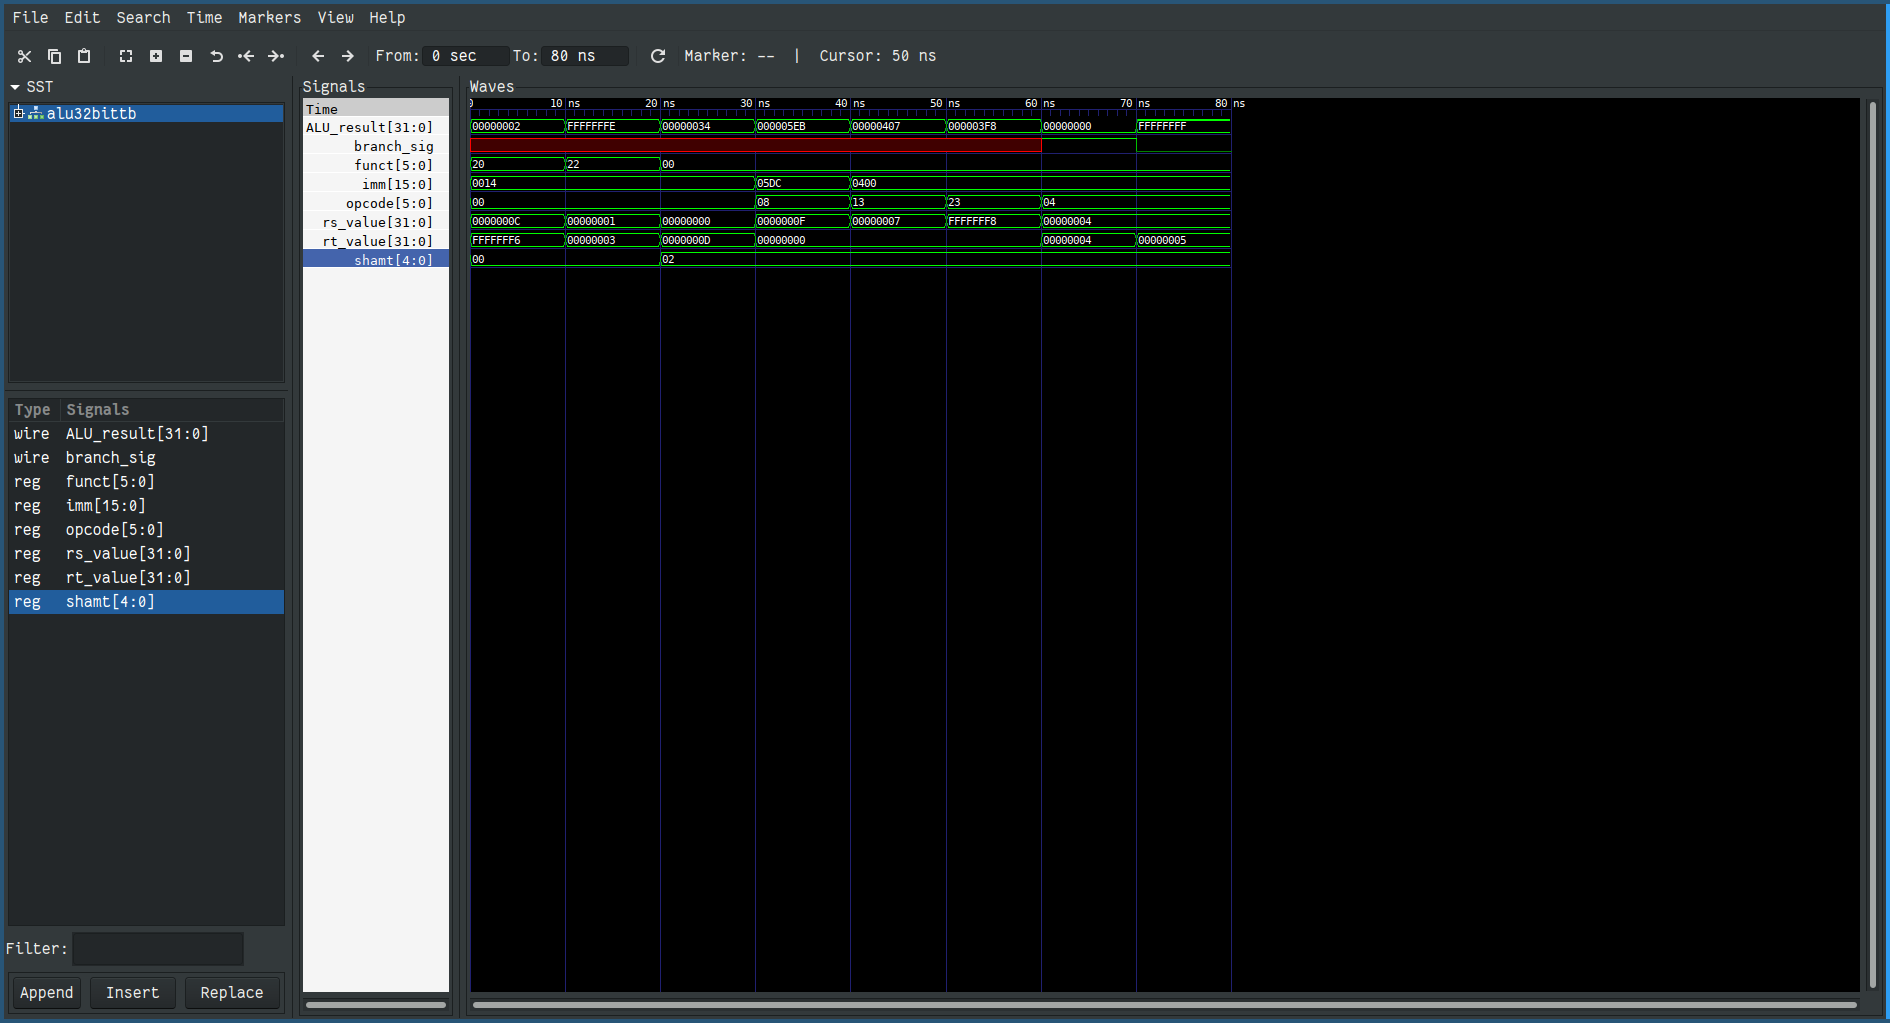 File Edit Search Time Markers View Help
From: 0 sec To: 80 ns Marker: -- | Cursor: 50 ns
SST
alu32bittb
Type Signals
wire ALU_result[31:0]
wire branch_sig
reg funct[5:0]
reg imm[15:0]
reg opcode[5:0]
reg rs_value[31:0]
reg rt_value[31:0]
reg shamt[4:0]
Filter:
Append Insert Replace
Signals
Time
ALU_result[31:0]
branch_sig
funct[5:0]
imm[15:0]
opcode[5:0]
rs_value[31:0]
rt_value[31:0]
shamt[4:0]
Waves
0 10 ns 20 ns 30 ns 40 ns 50 ns 60 ns 70 ns 80 ns
00000002 FFFFFFFE 00000034 000005EB 00000407 000003F8 00000000 FFFFFFFF
20 22 00
0014 05DC 0400
00 08 13 23 04
0000000C 00000001 00000000 0000000F 00000007 FFFFFFF8 00000004
FFFFFFF6 00000003 0000000D 00000000 00000004 00000005
00 02